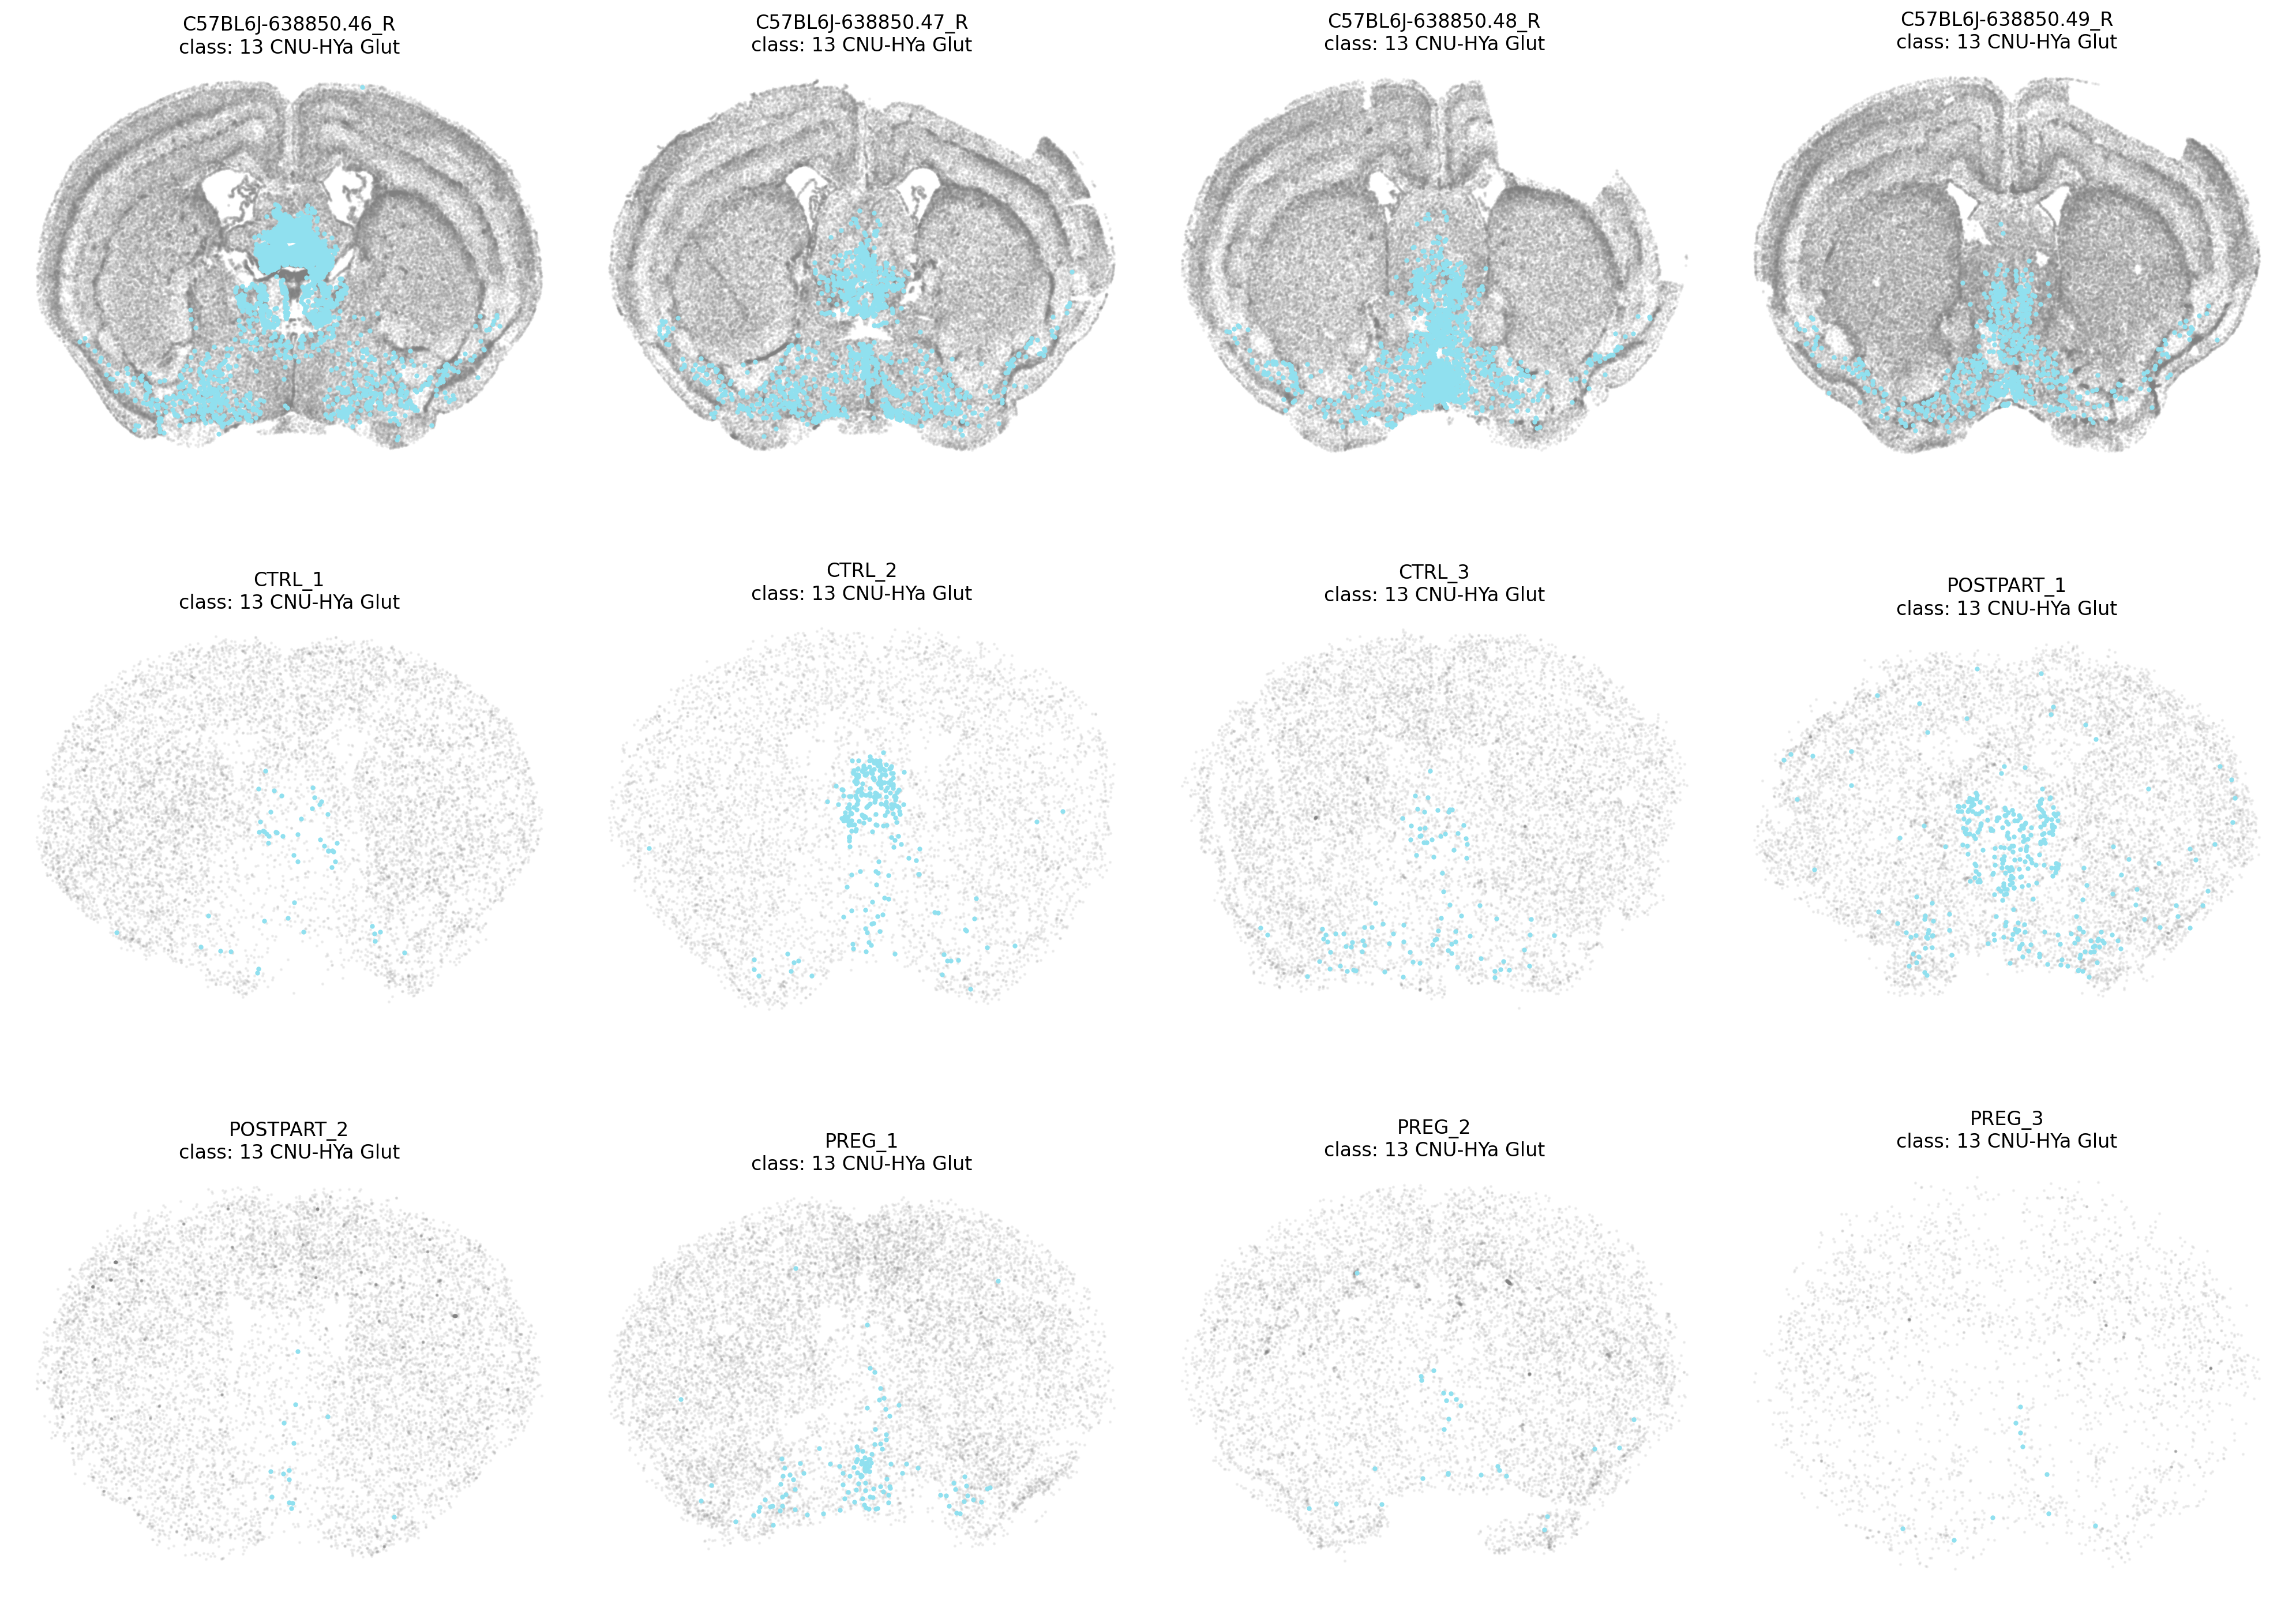 C57BL6J-638850.46_R
class: 13 CNU-HYa Glut
C57BL6J-638850.47_R
class: 13 CNU-HYa Glut
C57BL6J-638850.48_R
class: 13 CNU-HYa Glut
C57BL6J-638850.49_R
class: 13 CNU-HYa Glut
CTRL_1
class: 13 CNU-HYa Glut
CTRL_2
class: 13 CNU-HYa Glut
CTRL_3
class: 13 CNU-HYa Glut
POSTPART_1
class: 13 CNU-HYa Glut
POSTPART_2
class: 13 CNU-HYa Glut
PREG_1
class: 13 CNU-HYa Glut
PREG_2
class: 13 CNU-HYa Glut
PREG_3
class: 13 CNU-HYa Glut